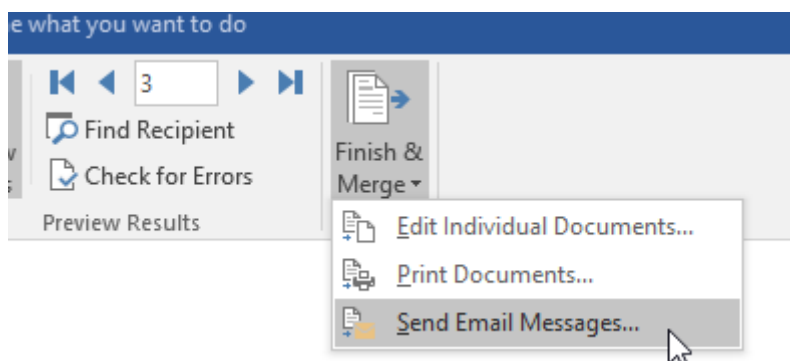 e what you want to do
3
Find Recipient
Check for Errors
Preview Results
Finish &
Merge
Edit Individual Documents...
Print Documents...
Send Email Messages...